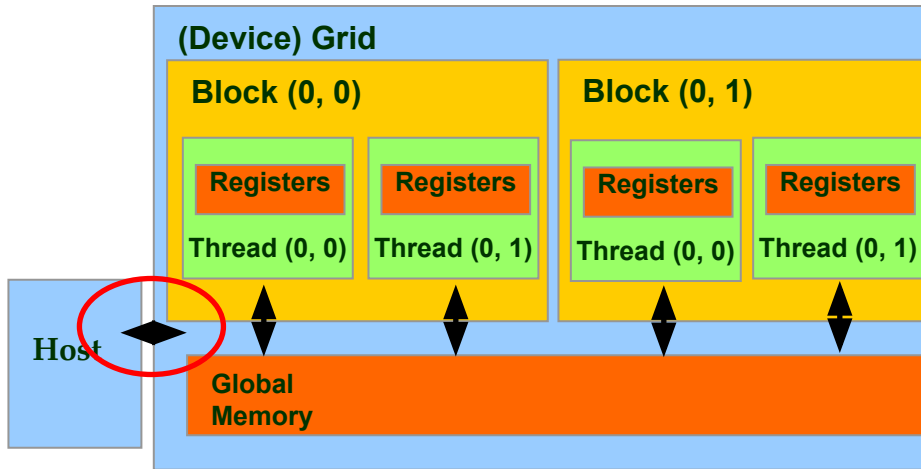 (Device) Grid
Block (0, 0)
Block (0, 1)
Registers
Registers
Registers
Registers
Thread (0, 0)
Thread (0, 1)
Thread (0, 0)
Thread (0, 1)
Host
Global
Memory